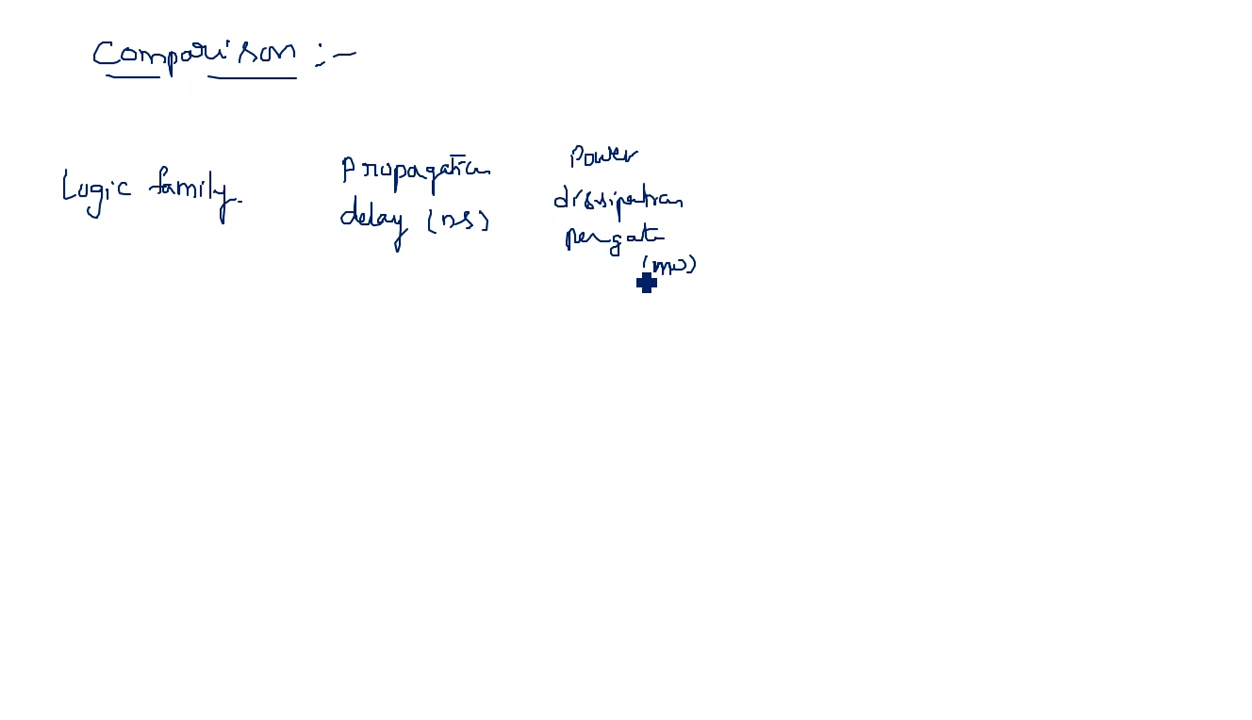 Comparison :-
Logic family.
Propagation
delay (ns)
Power
dissipation
per gate
(mw)